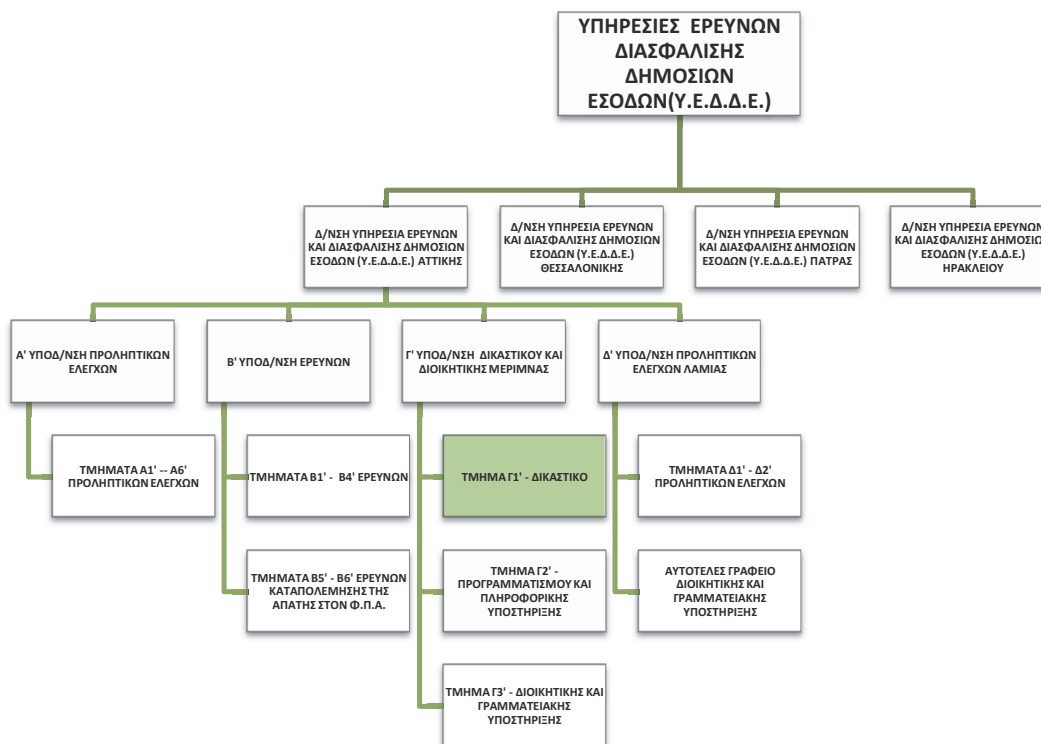 ΥΠΗΡΕΣΙΕΣ ΕΡΕΥΝΩΝ
ΔΙΑΣΦΑΛΙΣΗΣ
ΔΗΜΟΣΙΩΝ
ΕΣΟΔΩΝ(Υ.Ε.Δ.Δ.Ε.)
Δ/ΝΣΗ ΥΠΗΡΕΣΙΑ ΕΡΕΥΝΩΝ
ΚΑΙ ΔΙΑΣΦΑΛΙΣΗΣ ΔΗΜΟΣΙΩΝ
ΕΣΟΔΩΝ (Υ.Ε.Δ.Δ.Ε.) ΑΤΤΙΚΗΣ
Δ/ΝΣΗ ΥΠΗΡΕΣΙΑ ΕΡΕΥΝΩΝ
ΚΑΙ ΔΙΑΣΦΑΛΙΣΗΣ ΔΗΜΟΣΙΩΝ
ΕΣΟΔΩΝ (Υ.Ε.Δ.Δ.Ε.)
ΘΕΣΣΑΛΟΝΙΚΗΣ
Δ/ΝΣΗ ΥΠΗΡΕΣΙΑ ΕΡΕΥΝΩΝ
ΚΑΙ ΔΙΑΣΦΑΛΙΣΗΣ ΔΗΜΟΣΙΩΝ
ΕΣΟΔΩΝ (Υ.Ε.Δ.Δ.Ε.) ΠΑΤΡΑΣ
Δ/ΝΣΗ ΥΠΗΡΕΣΙΑ ΕΡΕΥΝΩΝ
ΚΑΙ ΔΙΑΣΦΑΛΙΣΗΣ ΔΗΜΟΣΙΩΝ
ΕΣΟΔΩΝ (Υ.Ε.Δ.Δ.Ε.)
ΗΡΑΚΛΕΙΟΥ
Α' ΥΠΟΔ/ΝΣΗ ΠΡΟΛΗΠΤΙΚΩΝ
ΕΛΕΓΧΩΝ
Β' ΥΠΟΔ/ΝΣΗ ΕΡΕΥΝΩΝ
Γ' ΥΠΟΔ/ΝΣΗ ΔΙΚΑΣΤΙΚΟΥ ΚΑΙ
ΔΙΟΙΚΗΤΙΚΗΣ ΜΕΡΙΜΝΑΣ
Δ' ΥΠΟΔ/ΝΣΗ ΠΡΟΛΗΠΤΙΚΩΝ
ΕΛΕΓΧΩΝ ΛΑΜΙΑΣ
ΤΜΗΜΑΤΑ Α1' -- Α6'
ΠΡΟΛΗΠΤΙΚΩΝ ΕΛΕΓΧΩΝ
ΤΜΗΜΑΤΑ Β1' - Β4' ΕΡΕΥΝΩΝ
ΤΜΗΜΑ Γ1' - ΔΙΚΑΣΤΙΚΟ
ΤΜΗΜΑΤΑ Δ1' - Δ2'
ΠΡΟΛΗΠΤΙΚΩΝ ΕΛΕΓΧΩΝ
ΤΜΗΜΑΤΑ Β5' - Β6' ΕΡΕΥΝΩΝ
ΚΑΤΑΠΟΛΕΜΗΣΗΣ ΤΗΣ
ΑΠΑΤΗΣ ΣΤΟΝ Φ.Π.Α.
ΤΜΗΜΑ Γ2' -
ΠΡΟΓΡΑΜΜΑΤΙΣΜΟΥ ΚΑΙ
ΠΛΗΡΟΦΟΡΙΚΗΣ
ΥΠΟΣΤΗΡΙΞΗΣ
ΑΥΤΟΤΕΛΕΣ ΓΡΑΦΕΙΟ
ΔΙΟΙΚΗΤΙΚΗΣ ΚΑΙ
ΓΡΑΜΜΑΤΕΙΑΚΗΣ
ΥΠΟΣΤΗΡΙΞΗΣ
ΤΜΗΜΑ Γ3' - ΔΙΟΙΚΗΤΙΚΗΣ ΚΑΙ
ΓΡΑΜΜΑΤΕΙΑΚΗΣ
ΥΠΟΣΤΗΡΙΞΗΣ